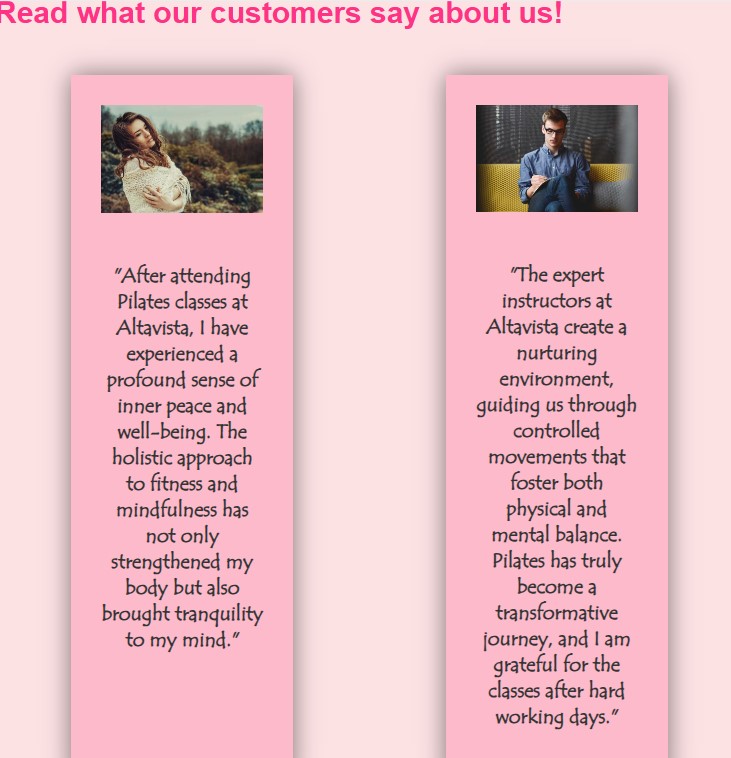 Read what our customers say about us!
"After attending
Pilates classes at
Altavista, I have
experienced a
profound sense of
inner peace and
well-being. The
holistic approach
to fitness and
mindfulness has
not only
strengthened my
body but also
brought tranquility
to my mind."
"The expert
instructors at
Altavista create a
nurturing
environment,
guiding us through
controlled
movements that
foster both
physical and
mental balance.
Pilates has truly
become a
transformative
journey, and I am
grateful for the
classes after hard
working days."